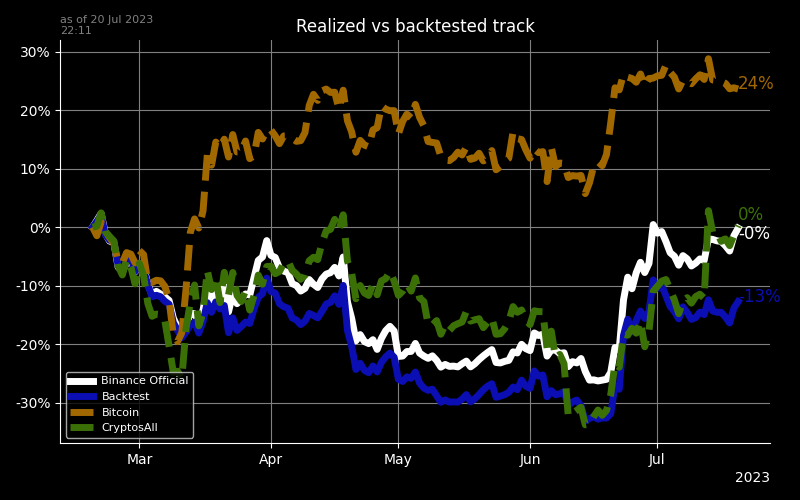 as of 20 Jul 2023
22:11
Realized vs backtested track
30%
20%
10%
0%
-10%
-20%
-30%
24%
0%
-0%
-13%
Binance Official
Backtest
Bitcoin
CryptosAll
Mar
Apr
May
Jun
Jul
2023